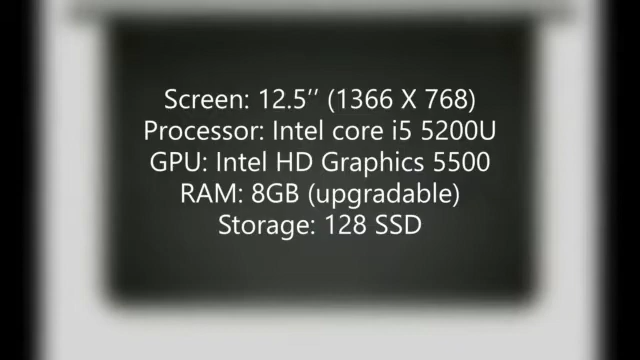 Screen: 12.5’’ (1366 X 768)
Processor: Intel core i5 5200U
GPU: Intel HD Graphics 5500
RAM: 8GB (upgradable)
Storage: 128 SSD